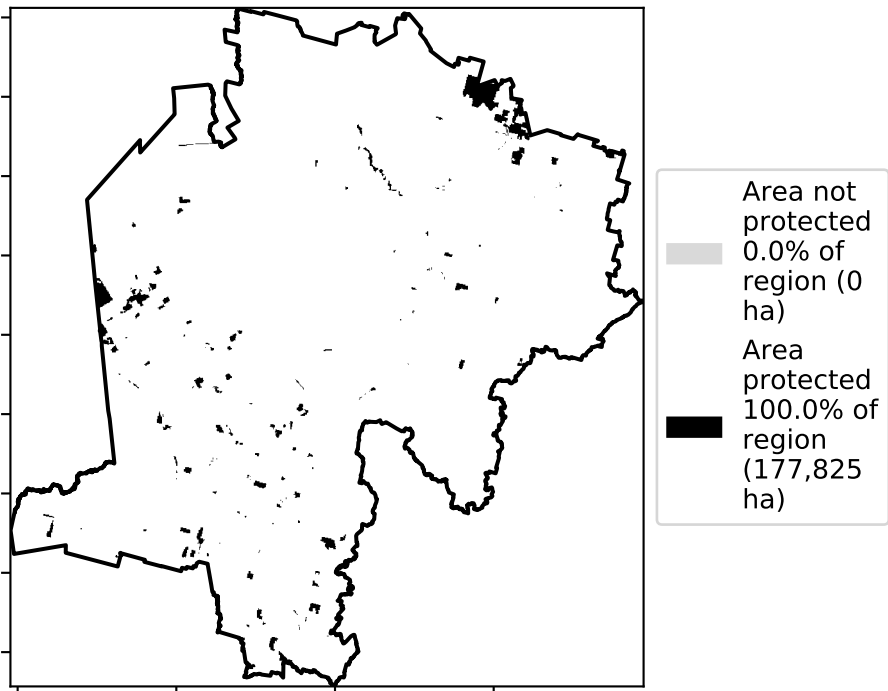 Area not
protected
0.0% of
region (0
ha)
Area
protected
100.0% of
region
(177,825
ha)